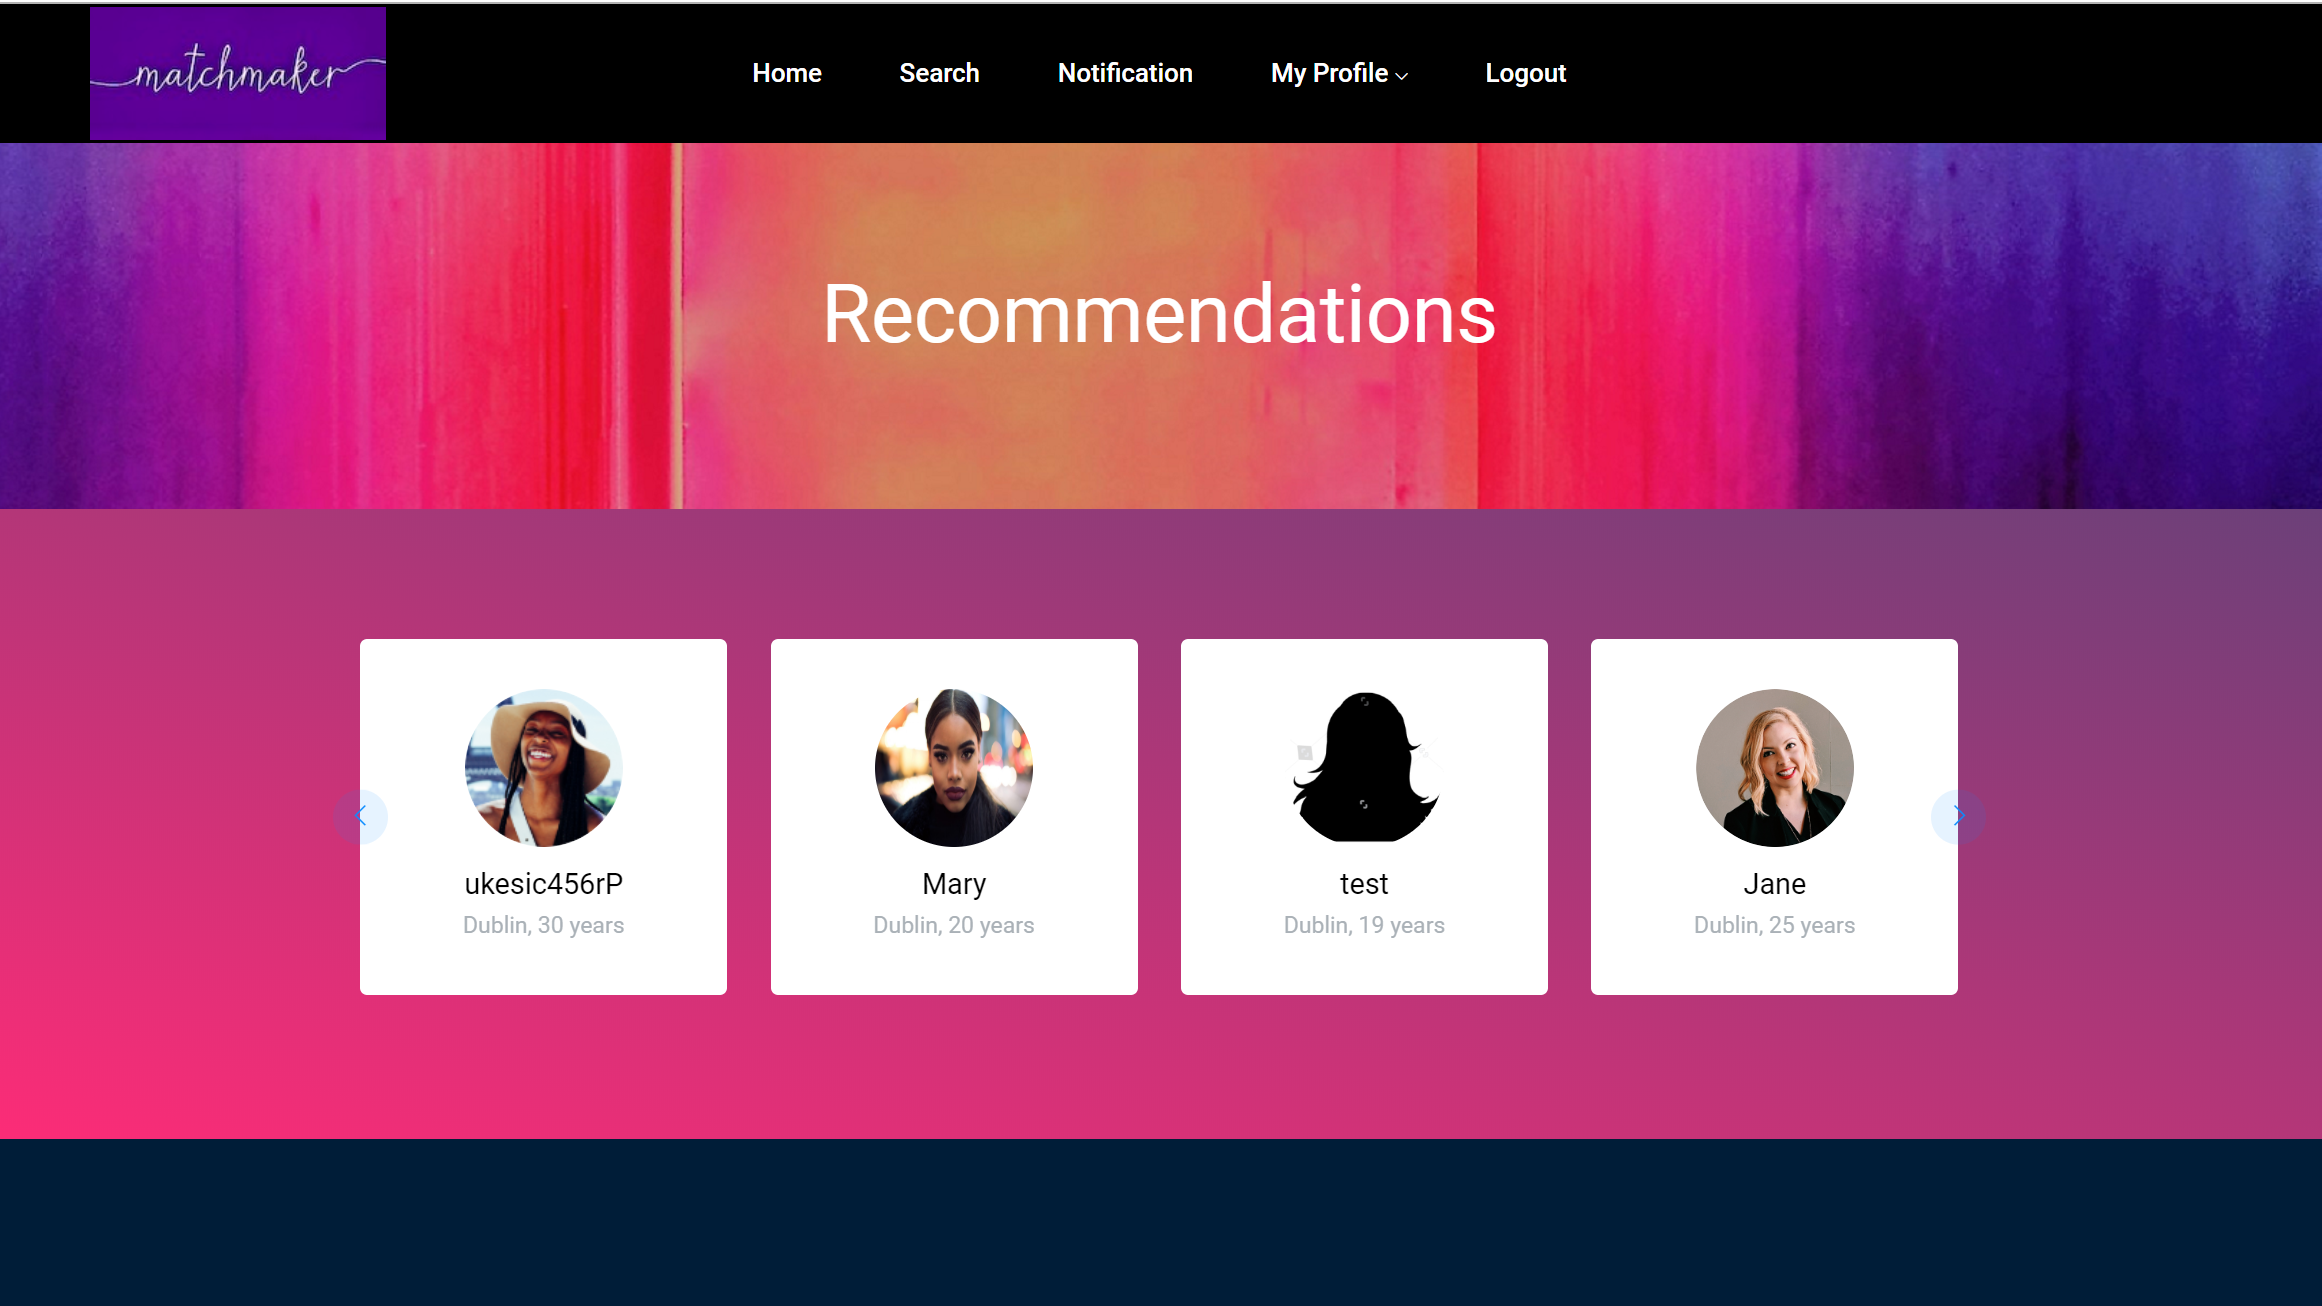 matchmaker
Home Search Notification My Profile Logout
Recommendations
ukesic456rP Mary test Jane
Dublin, 30 years Dublin, 20 years Dublin, 19 years Dublin, 25 years